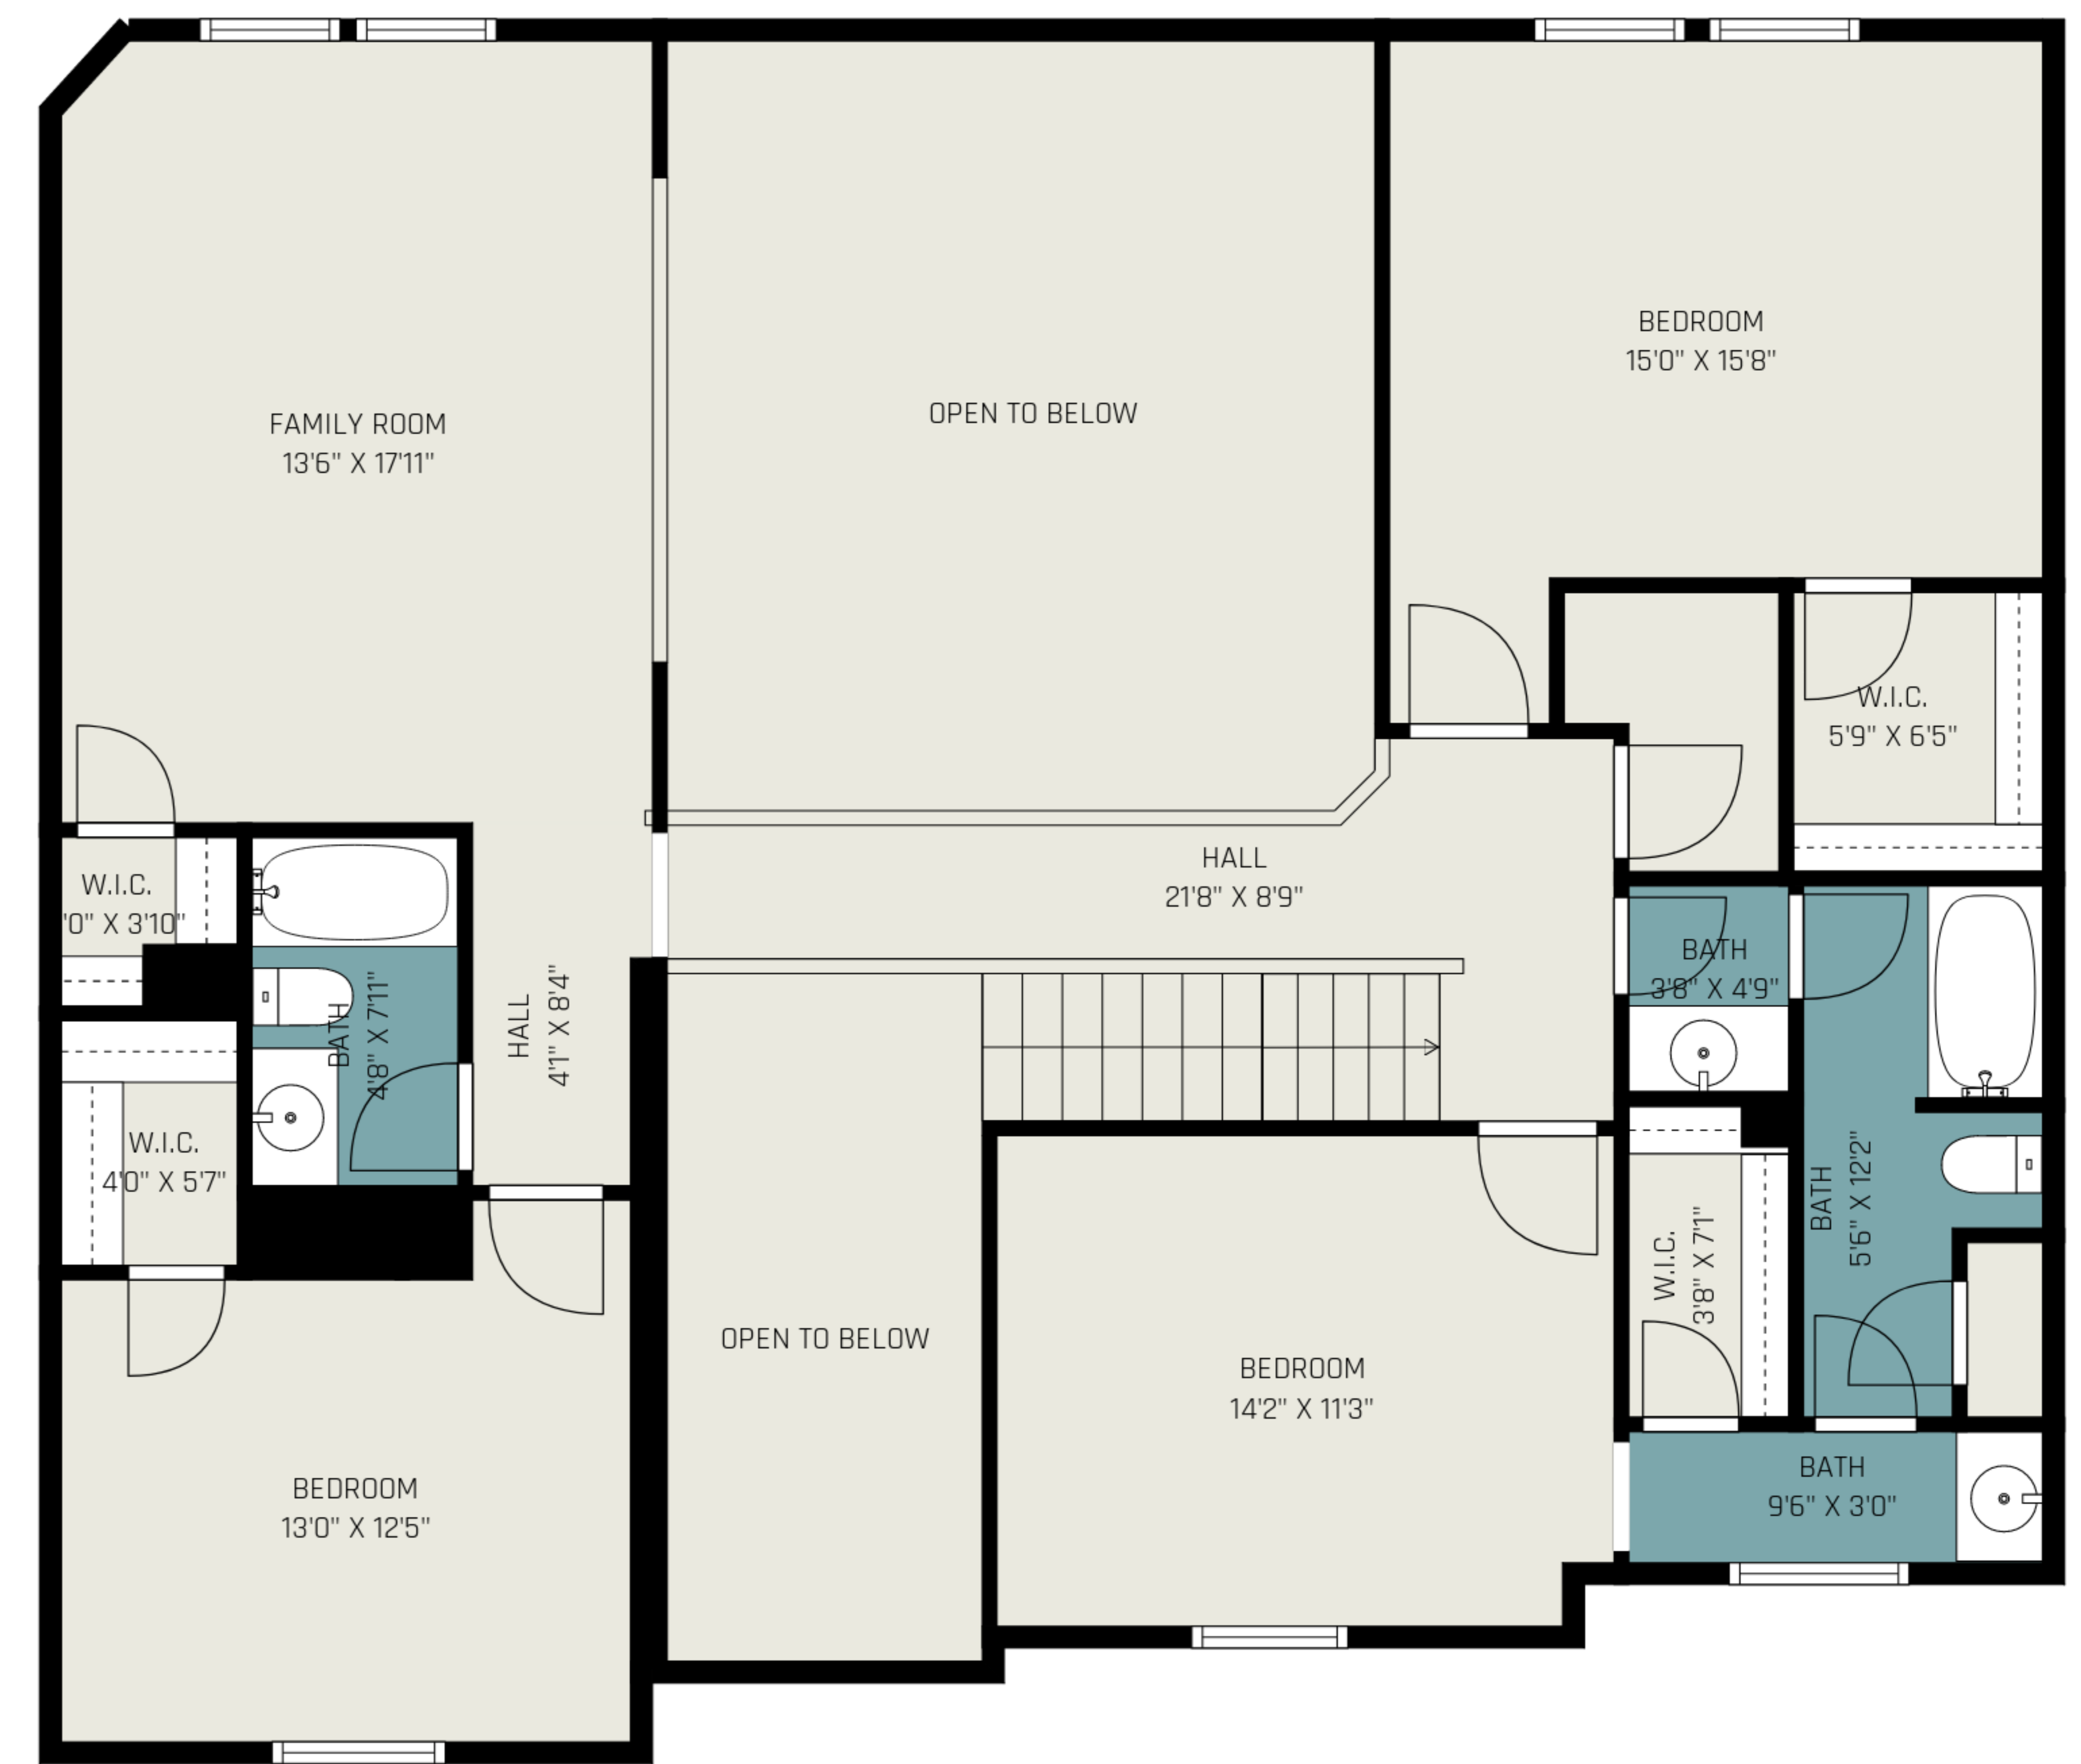 BEDROOM
15'0" X 15'8"
OPEN TO BELOW
FAMILY ROOM
13'6" X 17'11"
W.I.C.
5'9" X 6'5"
HALL
21'8" X 8'9"
W.I.C.
'0" X 3'10"
BATH
3'8" X 4'9"
BATH
4'8" X 7'11"
HALL
4'1" X 8'4"
W.I.C.
4'0" X 5'7"
BATH
5'6" X 12'2"
W.I.C.
3'8" X 7'1"
OPEN TO BELOW
BEDROOM
14'2" X 11'3"
BATH
9'6" X 3'0"
BEDROOM
13'0" X 12'5"